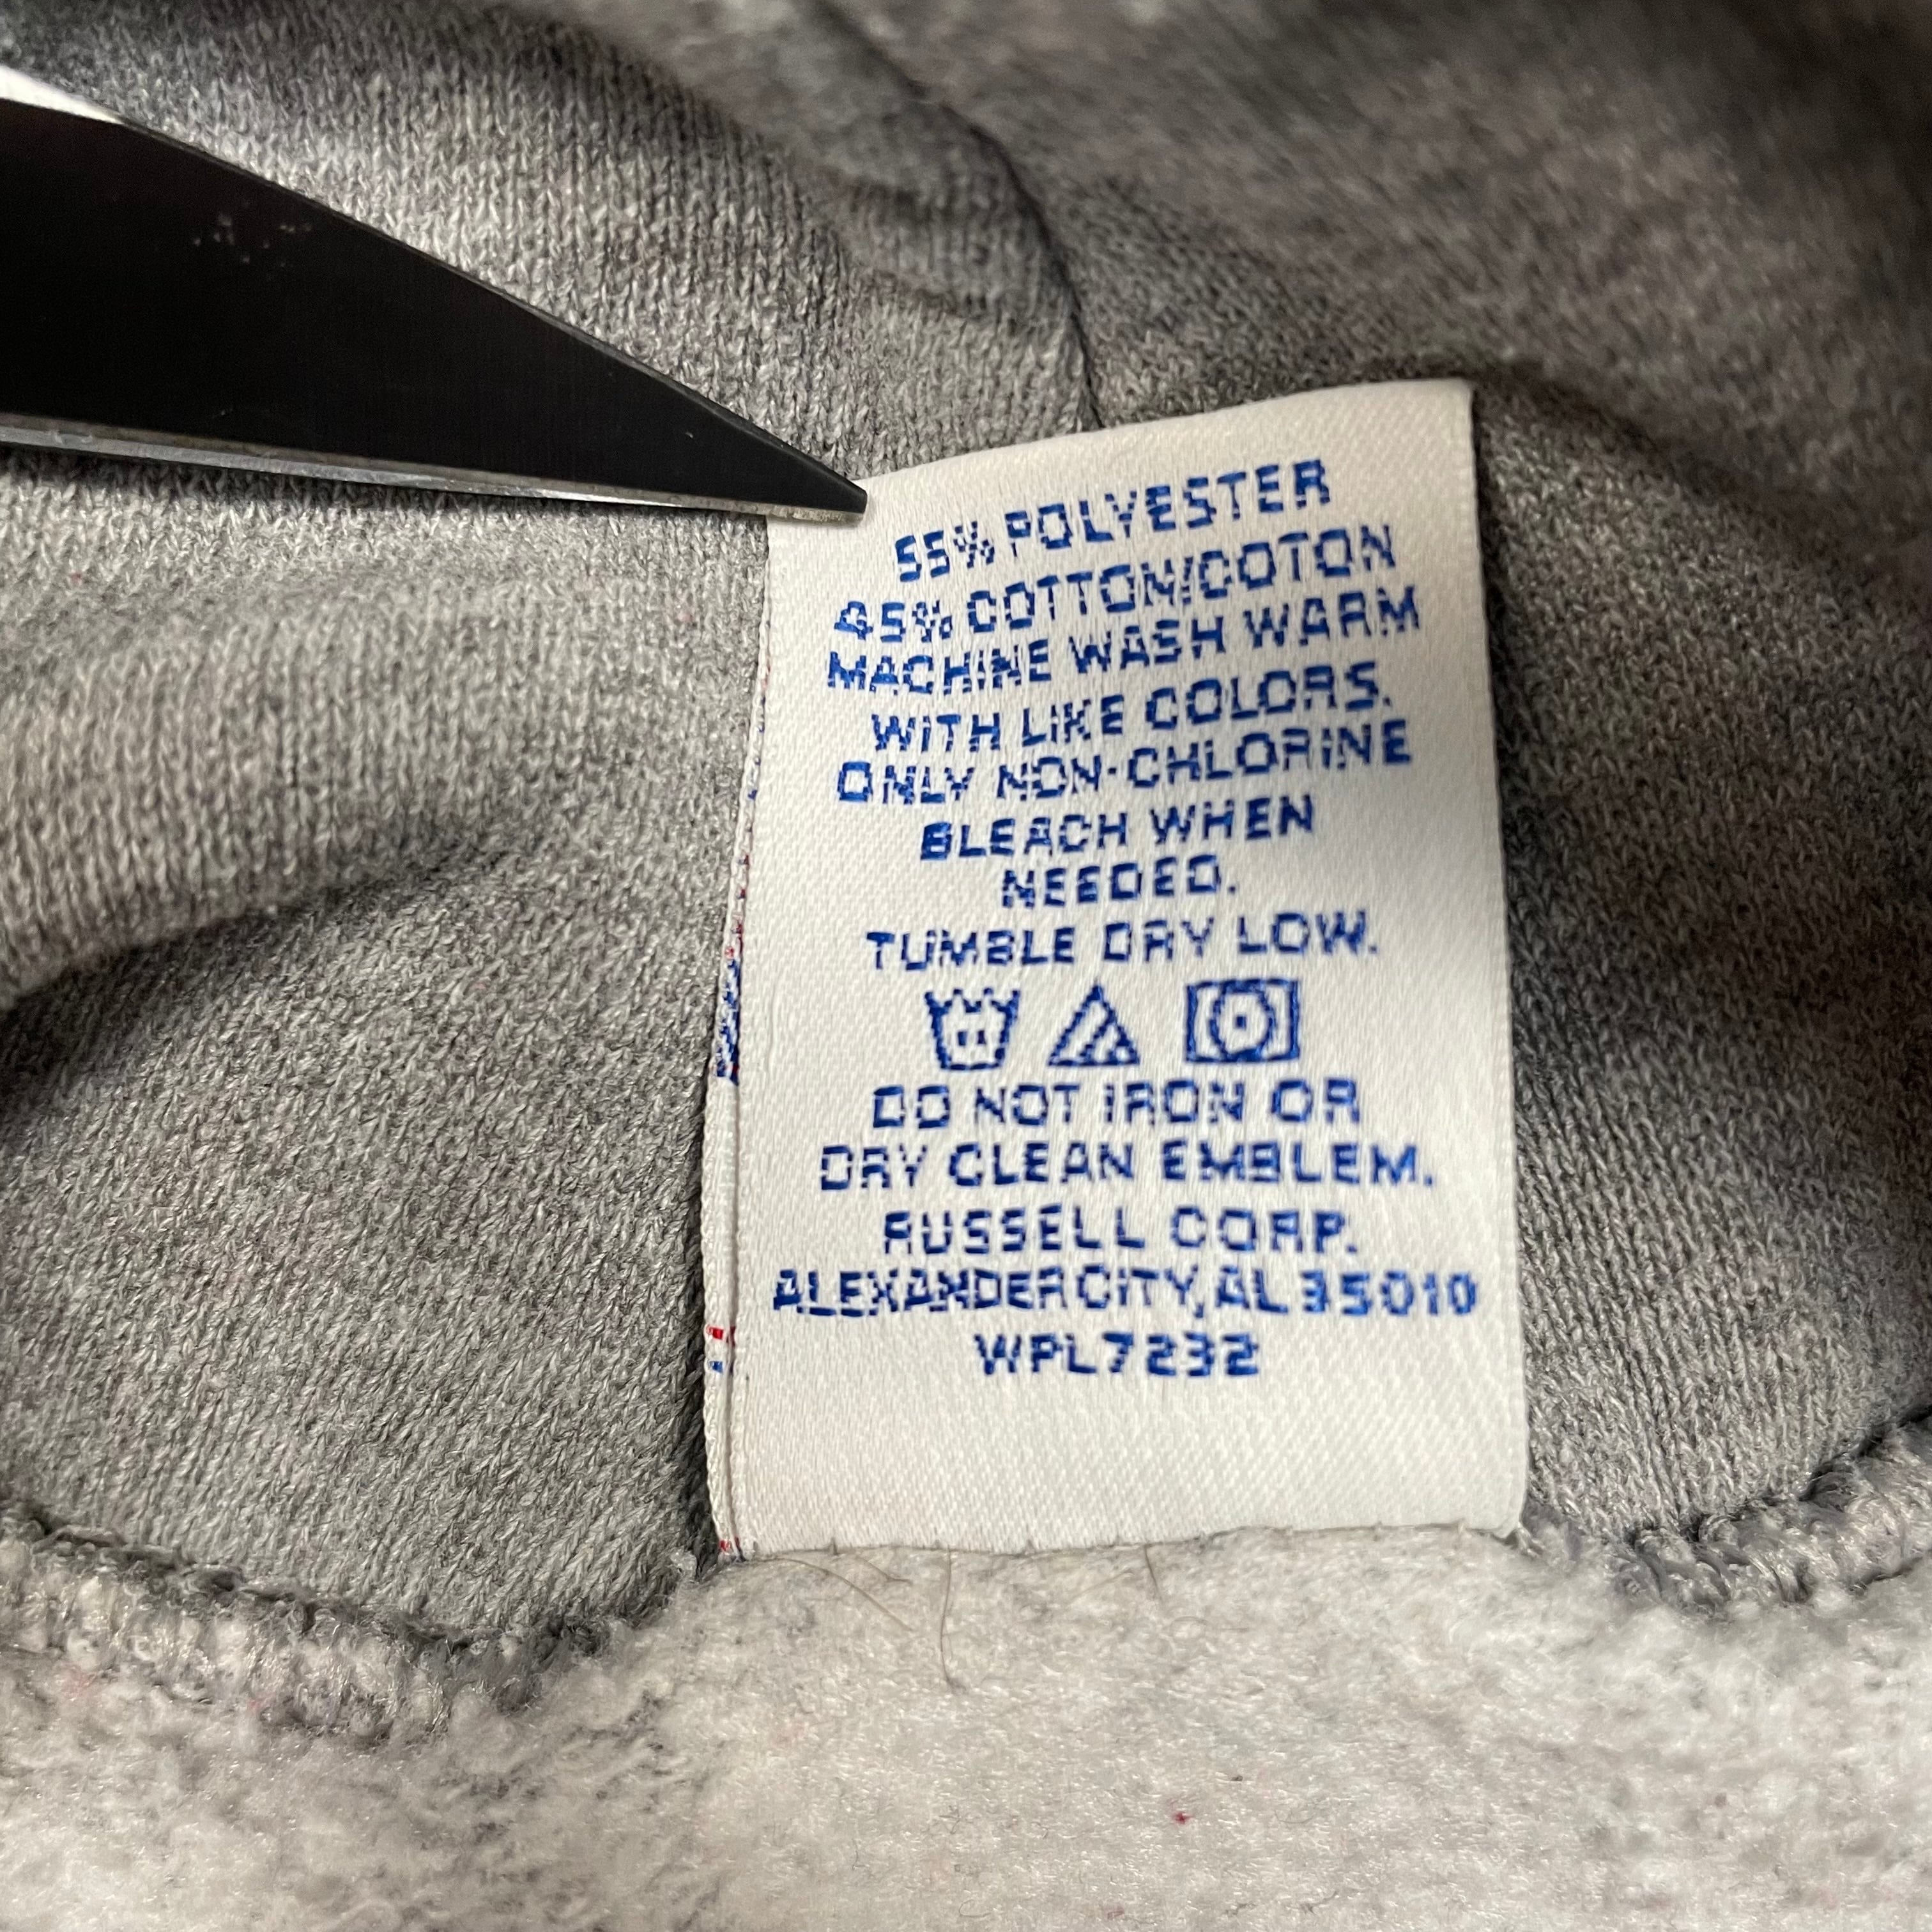 55% POLYESTER
45% COTTON/COTON
MACHINE WASH WARM
WITH LIKE COLORS.
ONLY NON-CHLORINE
BLEACH WHEN
NEEDED.
TUMBLE DRY LOW.
DO NOT IRON OR
DRY CLEAN EMBLEM.
RUSSELL CORP.
ALEXANDER CITY, AL 35010
WPL7232